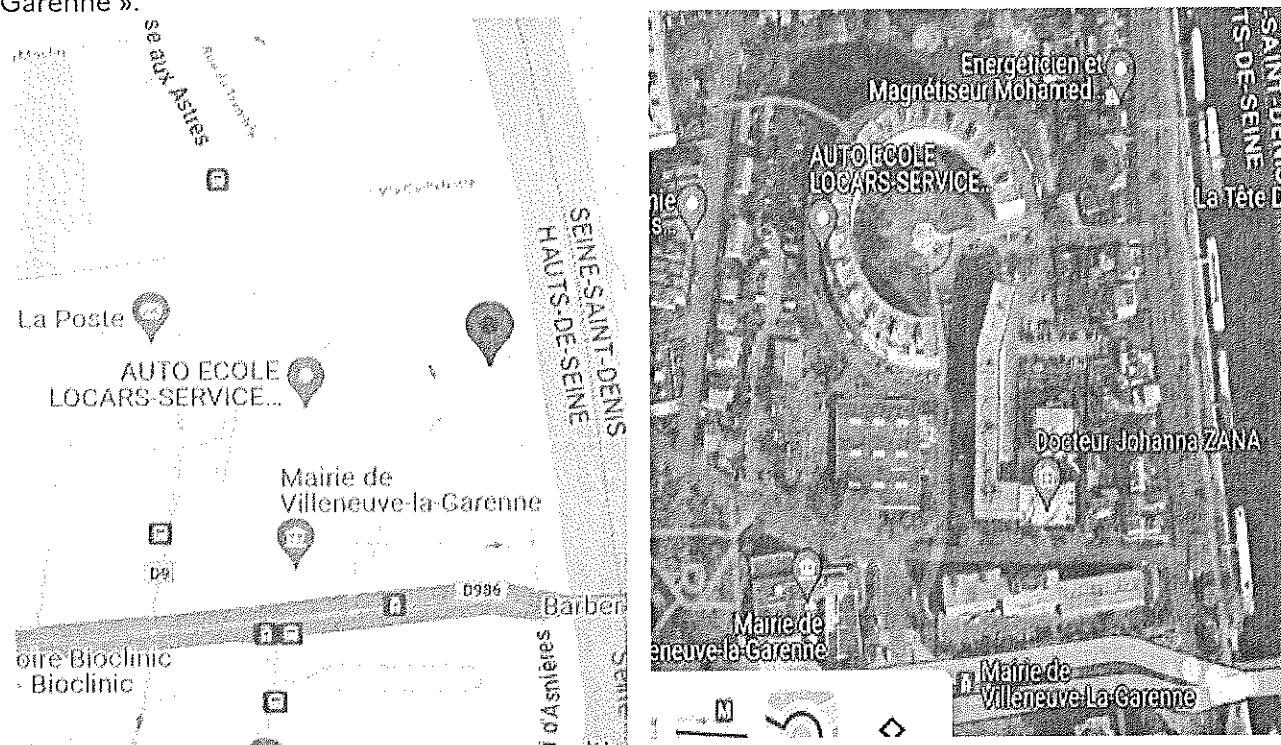 Garenne ».
se aux Astres
La Poste
AUTO ECOLE
LOCARS-SERVICE...
SEINE-SAINT-DENIS
HAUTS-DE-SEINE
Mairie de
Villeneuve-la-Garenne
D9
D986
Barber
oire Bioclinic
- Bioclinic
d'Asnières
Seine
Energéticien et
Magnétiseur Mohamed...
AUTO ECOLE
LOCARS-SERVICE...
nie
s...
-SAINT-DENIS
TS-DE-SEINE
La Tête D
Docteur Johanna ZANA
Mairie de
eneuve-la-Garenne
Mairie de
Villeneuve-La-Garenne